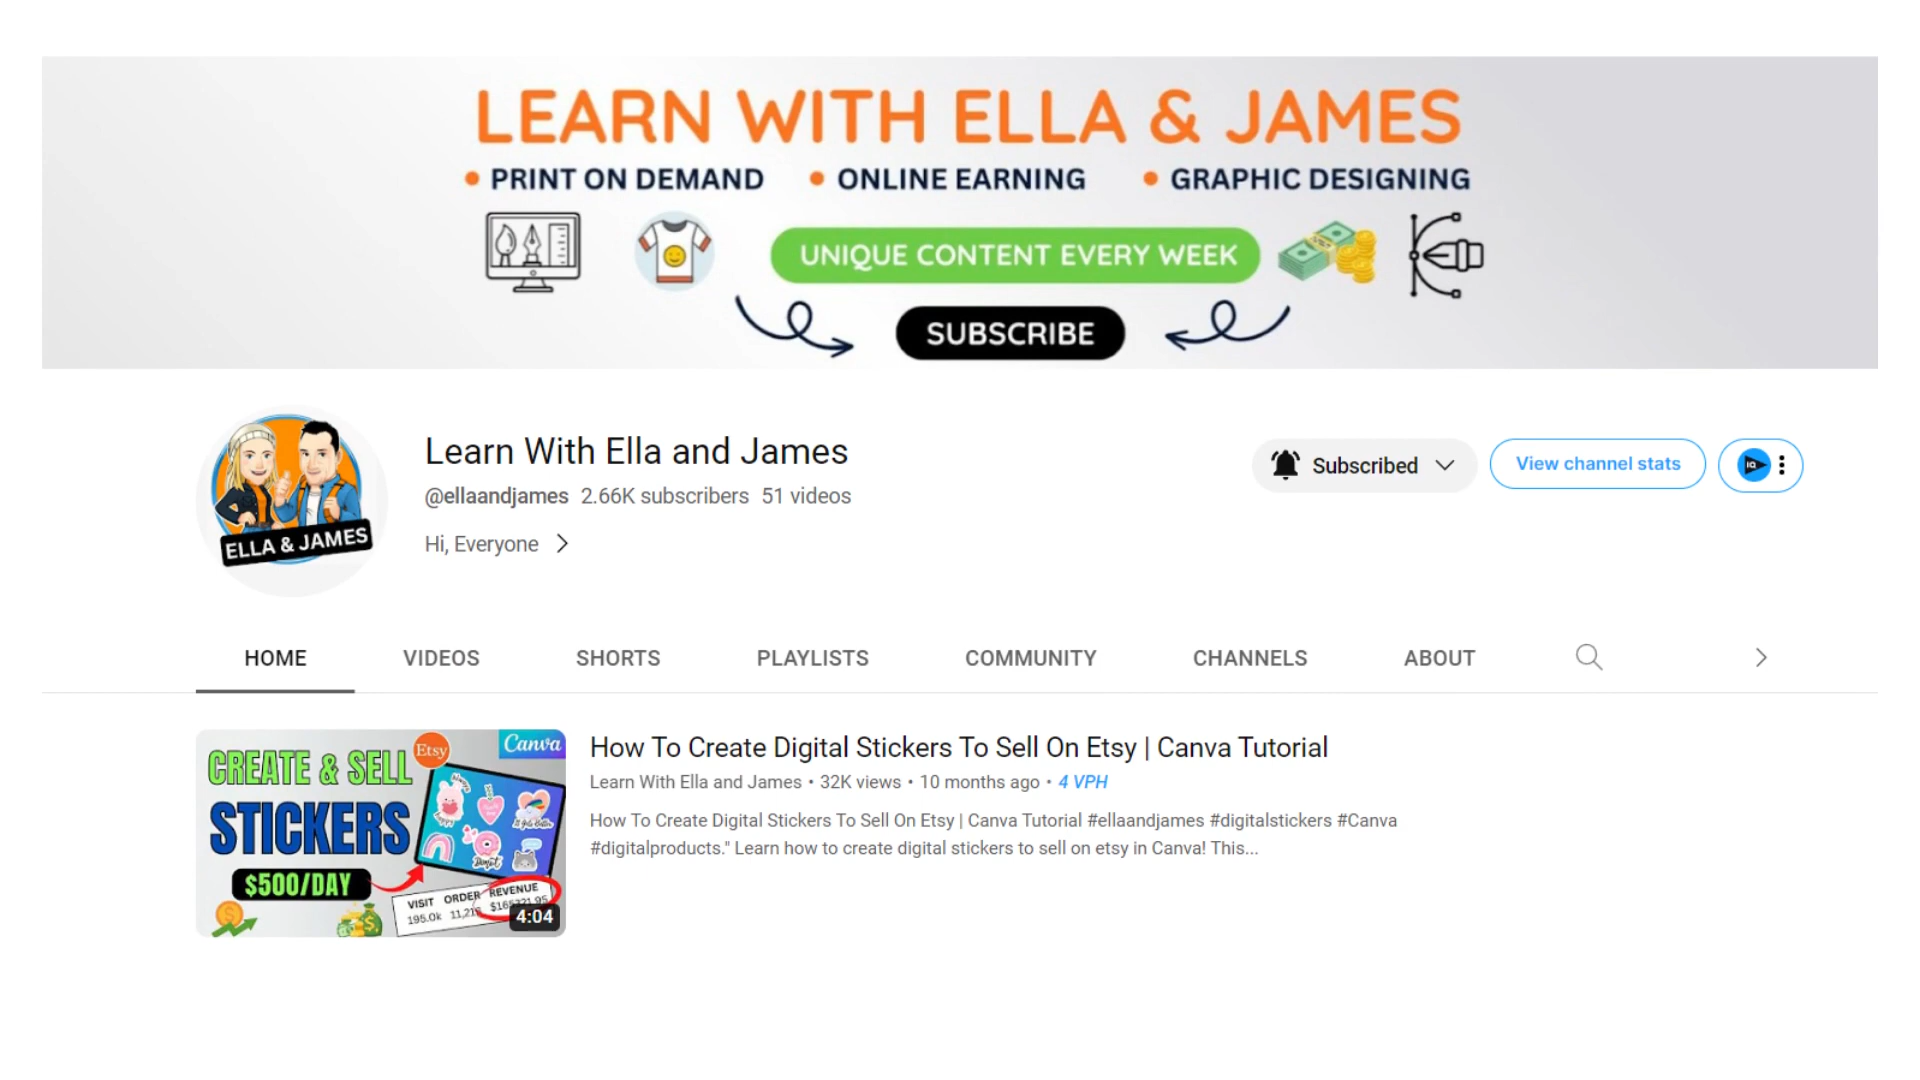 LEARN WITH ELLA & JAMES
• PRINT ON DEMAND • ONLINE EARNING • GRAPHIC DESIGNING
UNIQUE CONTENT EVERY WEEK
SUBSCRIBE
ELLA & JAMES
Learn With Ella and James
@ellaandjames 2.66K subscribers 51 videos
Hi, Everyone
Subscribed
View channel stats
IQ
HOME VIDEOS SHORTS PLAYLISTS COMMUNITY CHANNELS ABOUT
CREATE & SELL
Etsy
Canva
STICKERS
$500/DAY
VISIT ORDER REVENUE
195.0k
4:04
How To Create Digital Stickers To Sell On Etsy | Canva Tutorial
Learn With Ella and James • 32K views • 10 months ago • 4 VPH
How To Create Digital Stickers To Sell On Etsy | Canva Tutorial #ellaandjames #digitalstickers #Canva
#digitalproducts." Learn how to create digital stickers to sell on etsy in Canva! This...